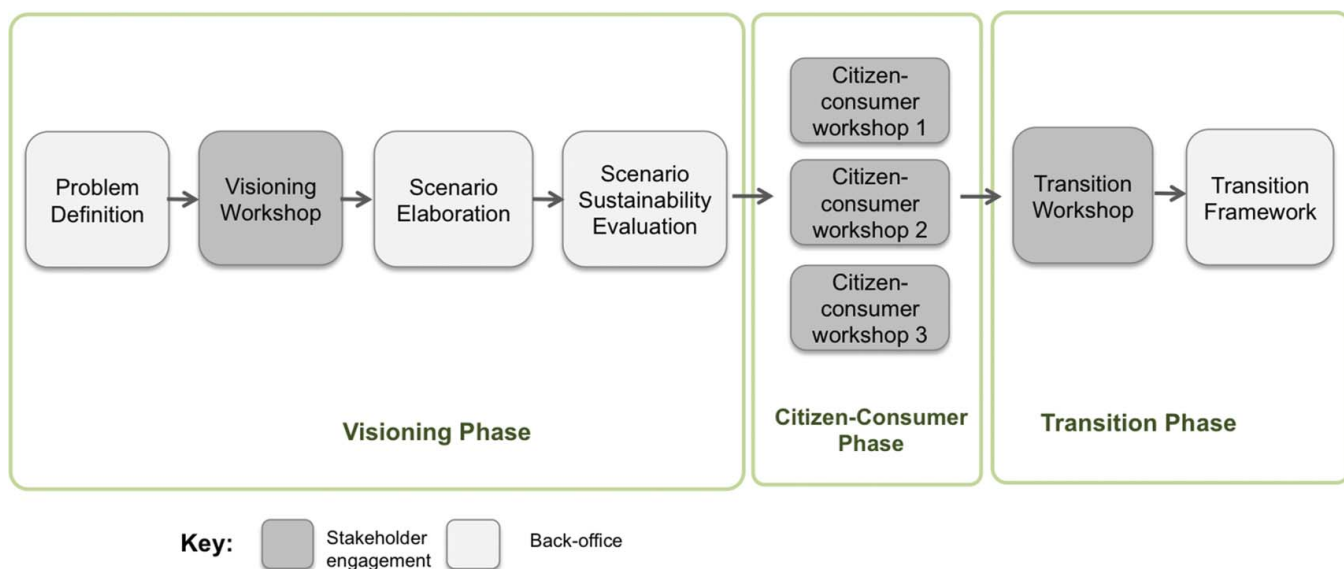 Problem
Definition
Visioning
Workshop
Scenario
Elaboration
Scenario
Sustainability
Evaluation
Citizen-
consumer
workshop 1
Citizen-
consumer
workshop 2
Citizen-
consumer
workshop 3
Transition
Workshop
Transition
Framework
Visioning Phase
Citizen-Consumer
Phase
Transition Phase
Key:
Stakeholder
engagement
Back-office